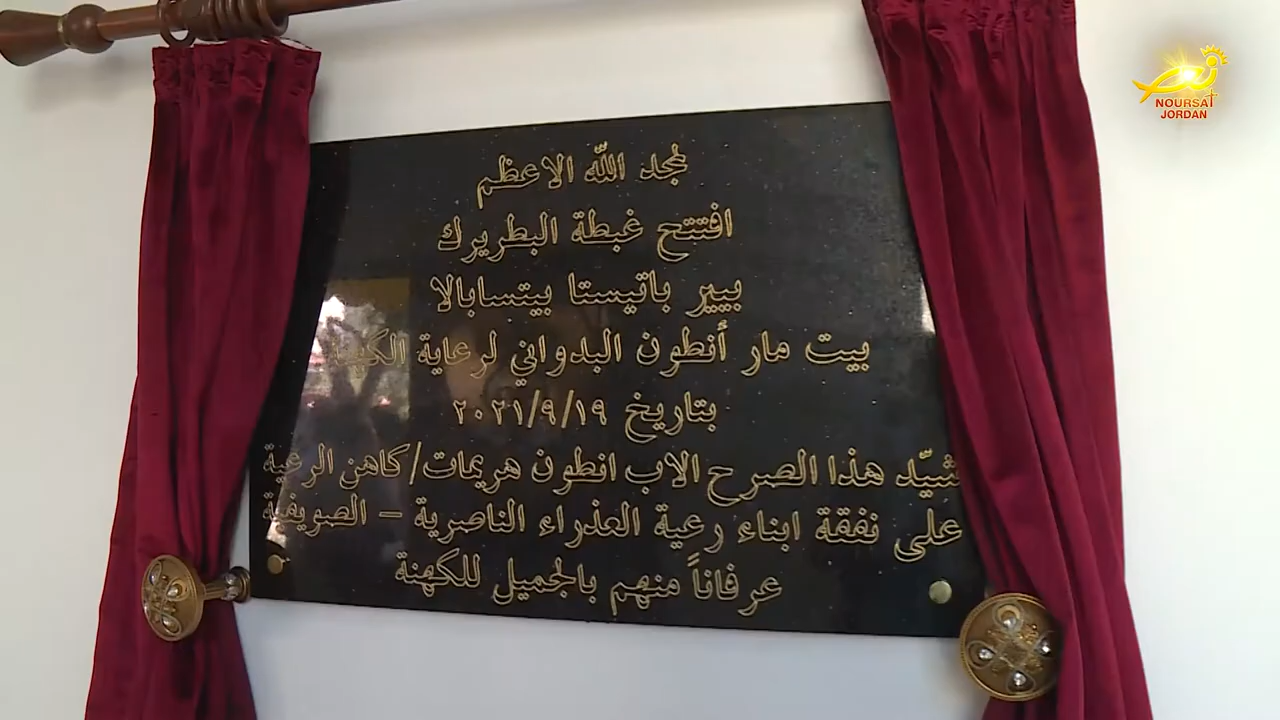 لمجد الله الاعظم
افتتح غبطة البطريرك
بيير باتيستا بيتسابالا
بيت مار أنطون البدواني لرعاية الكهنة
بتاريخ ٢٠٢١/٩/١٩
شيّد هذا الصرح الاب انطون هريمات/كاهن الرعية
على نفقة ابناء رعية العذراء الناصرية – الصويفية
عرفاناً منهم بالجميل للكهنة
NOURSAT
JORDAN